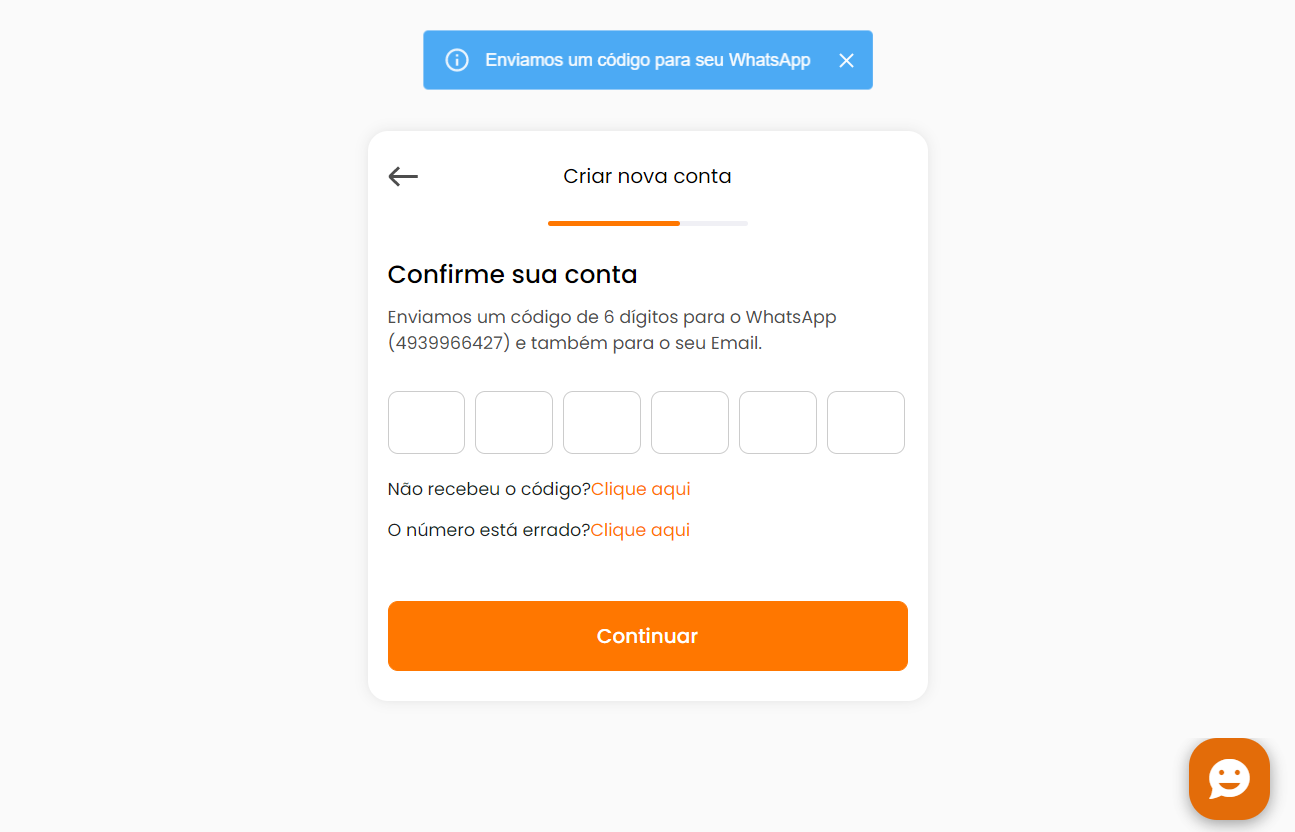 Enviamos um código para seu WhatsApp
Criar nova conta
Confirme sua conta
Enviamos um código de 6 dígitos para o WhatsApp
(4939966427) e também para o seu Email.
Não recebeu o código?Clique aqui
O número está errado?Clique aqui
Continuar